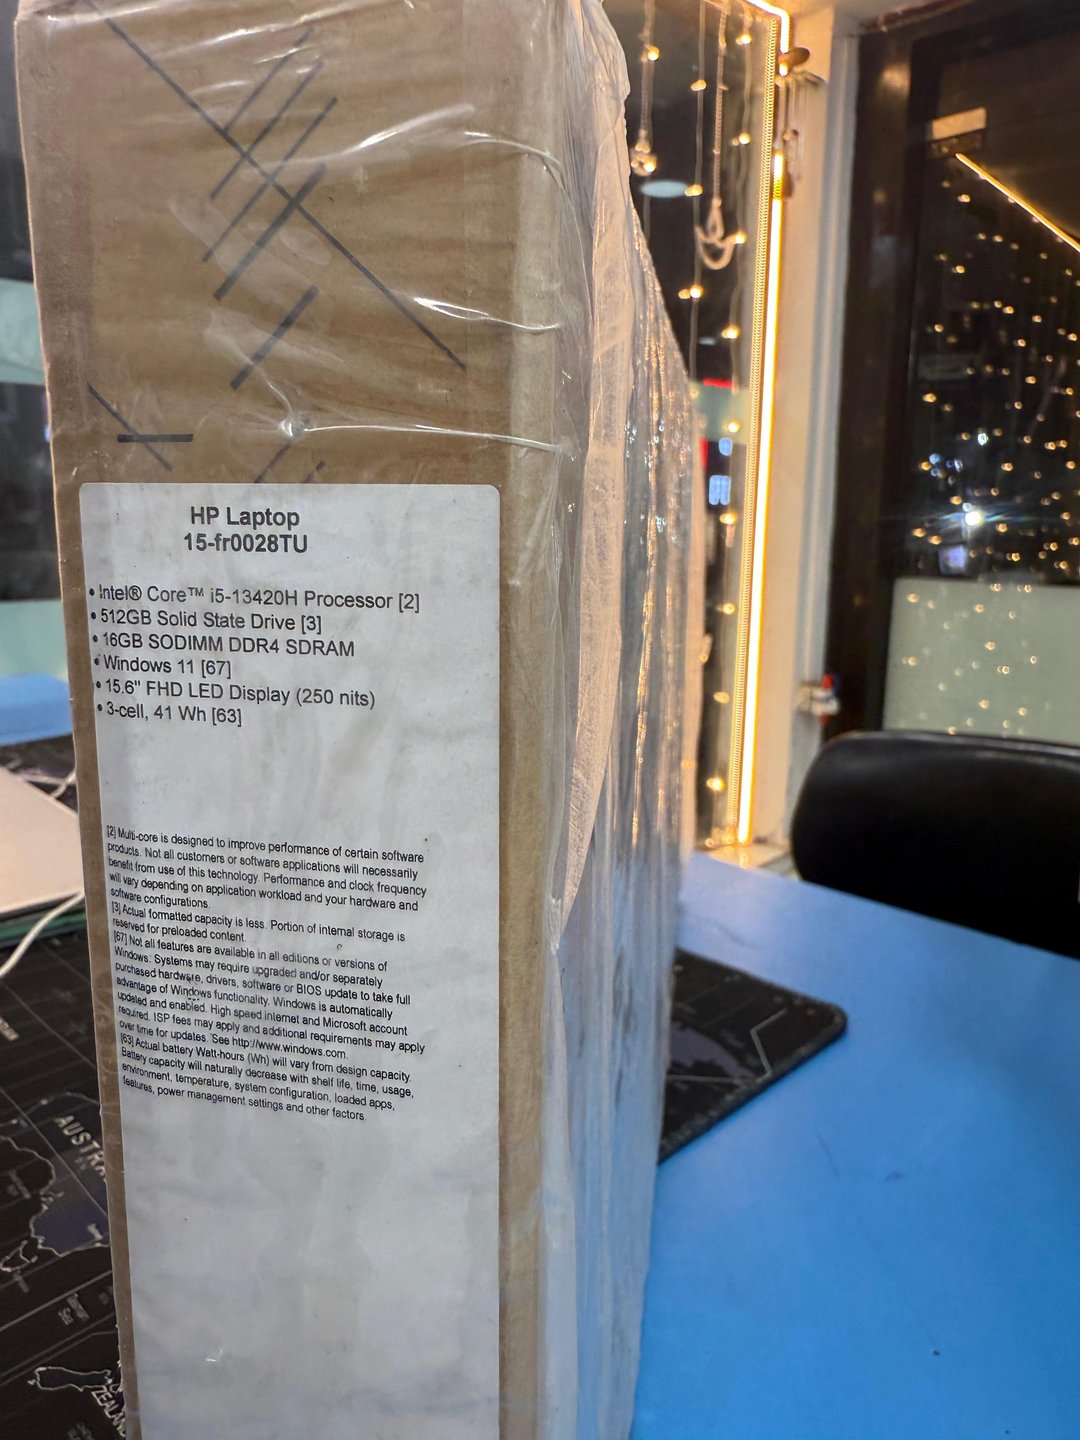 HP Laptop
15-fr0028TU
• Intel® Core™ i5-13420H Processor [2]
• 512GB Solid State Drive [3]
• 16GB SODIMM DDR4 SDRAM
• Windows 11 [67]
• 15.6" FHD LED Display (250 nits)
• 3-cell, 41 Wh [63]
[2] Multi-core is designed to improve performance of certain software
products. Not all customers or software applications will necessarily
benefit from use of this technology. Performance and clock frequency
will vary depending on application workload and your hardware and
software configurations.
[3] Actual formatted capacity is less. Portion of internal storage is
reserved for preloaded content.
[67] Not all features are available in all editions or versions of
Windows. Systems may require upgraded and/or separately
purchased hardware, drivers, software or BIOS update to take full
advantage of Windows functionality. Windows is automatically
updated and enabled. High speed internet and Microsoft account
required. ISP fees may apply and additional requirements may apply
over time for updates. See http://www.windows.com.
[63] Actual battery Watt-hours (Wh) will vary from design capacity.
Battery capacity will naturally decrease with shelf life, time, usage,
environment, temperature, system configuration, loaded apps,
features, power management settings and other factors.
AUSTRA
ZEALAN